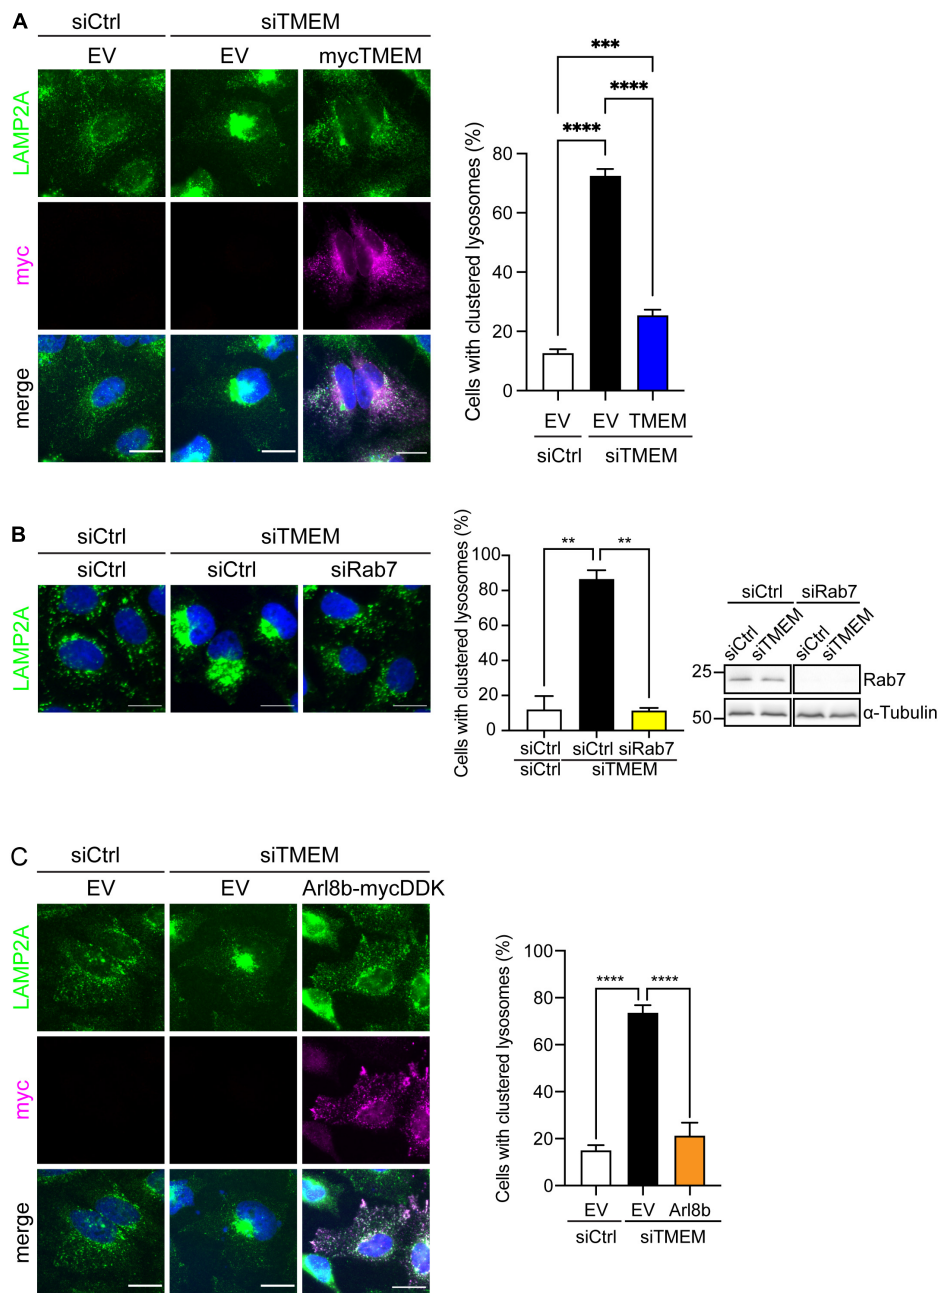 A
siCtrl siTMEM
EV EV mycTMEM
LAMP2A
myc
merge
Cells with clustered lysosomes (%)
80
60
40
20
0
***
****
****
EV EV TMEM
siCtrl siTMEM
B
siCtrl siTMEM
siCtrl siCtrl siRab7
LAMP2A
Cells with clustered lysosomes (%)
100
80
60
40
20
0
** **
siCtrl siCtrl siRab7
siCtrl siTMEM
siCtrl siRab7
siCtrl siTMEM siCtrl siTMEM
25 Rab7
50 α-Tubulin
C
siCtrl siTMEM
EV EV Arl8b-mycDDK
LAMP2A
myc
merge
Cells with clustered lysosomes (%)
100
80
60
40
20
0
**** ****
EV EV Arl8b
siCtrl siTMEM